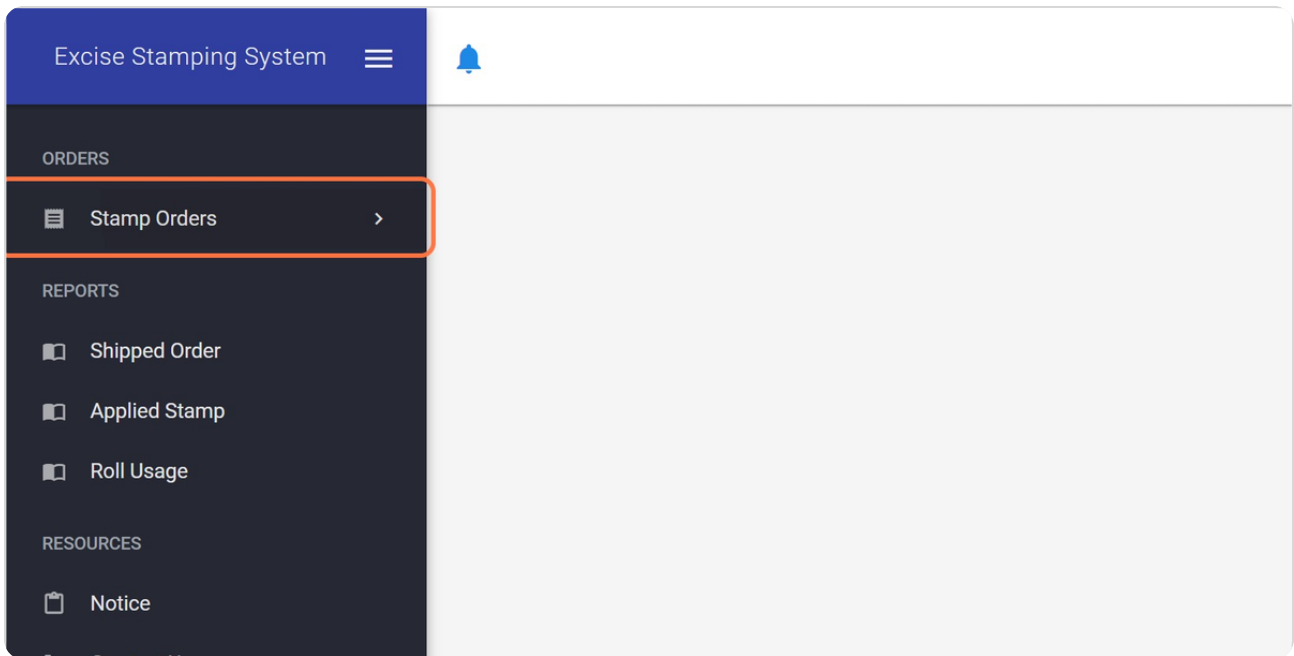 Excise Stamping System
ORDERS
Stamp Orders
REPORTS
Shipped Order
Applied Stamp
Roll Usage
RESOURCES
Notice